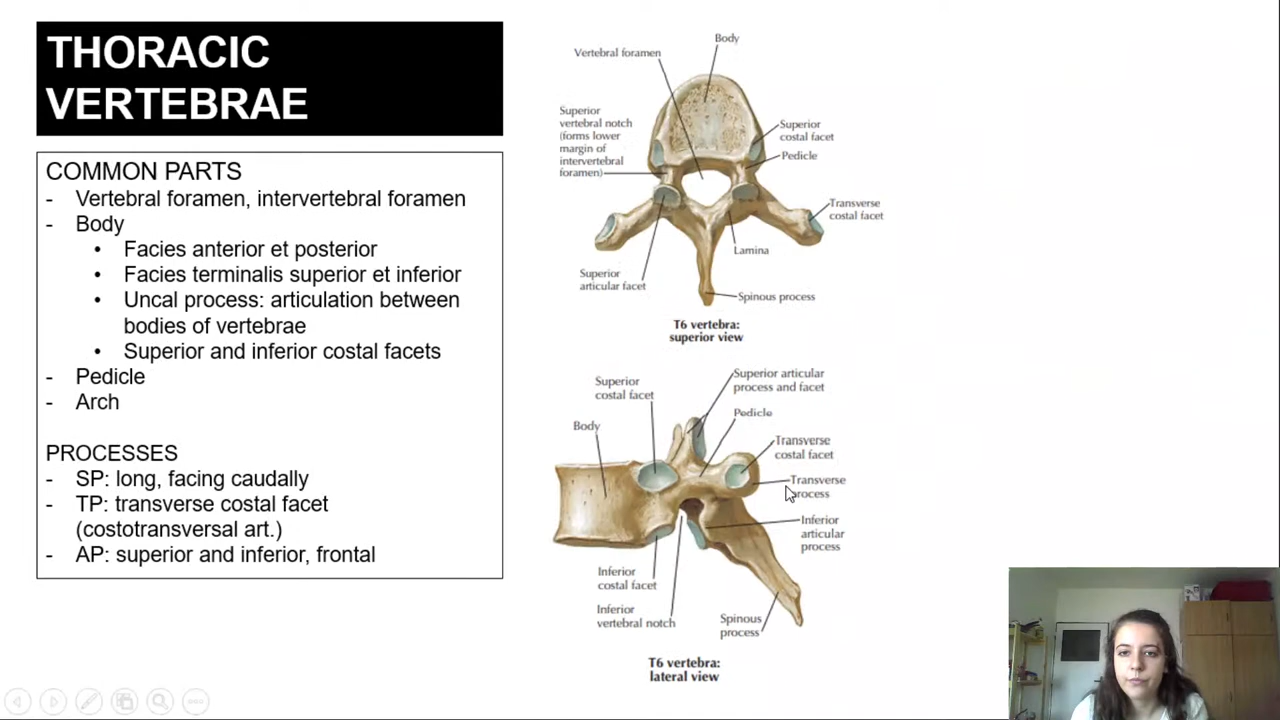 THORACIC
VERTEBRAE
COMMON PARTS
- Vertebral foramen, intervertebral foramen
- Body
• Facies anterior et posterior
• Facies terminalis superior et inferior
• Uncal process: articulation between
bodies of vertebrae
• Superior and inferior costal facets
- Pedicle
- Arch
PROCESSES
- SP: long, facing caudally
- TP: transverse costal facet
(costotransversal art.)
- AP: superior and inferior, frontal
Body
Vertebral foramen
Superior
vertebral notch
(forms lower
margin of
intervertebral
foramen)
Superior
costal facet
Pedicle
Transverse
costal facet
Lamina
Superior
articular facet
Spinous process
T6 vertebra:
superior view
Superior articular
process and facet
Superior
costal facet
Pedicle
Body
Transverse
costal facet
Transverse
process
Inferior
articular
process
Inferior
costal facet
Inferior
vertebral notch
Spinous
process
T6 vertebra:
lateral view